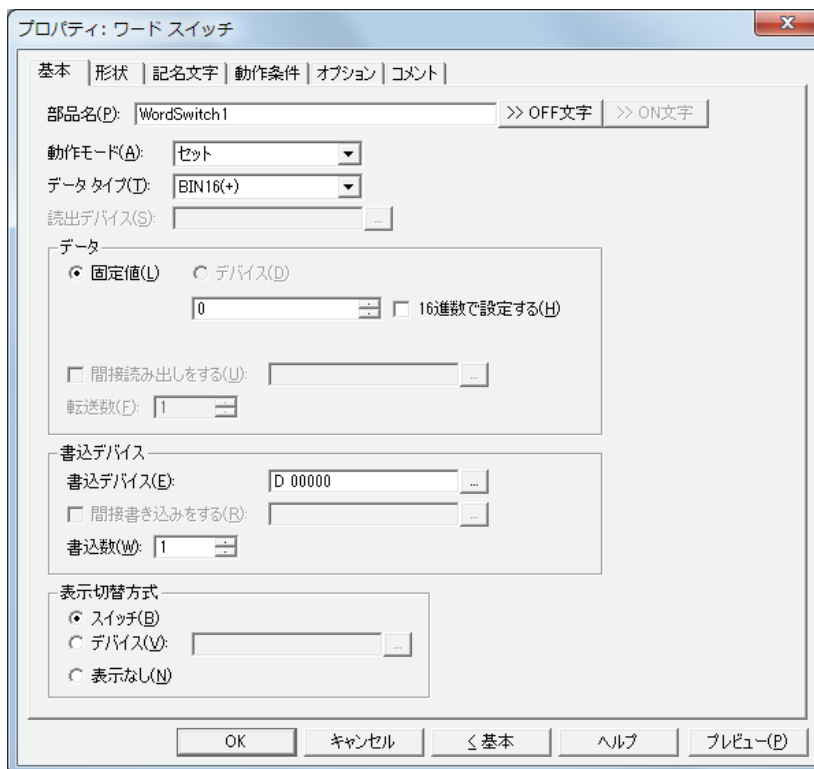 プロパティ: ワード スイッチ
基本 形状 記名文字 動作条件 オプション コメント
部品名(P): WordSwitch1 >> OFF文字 >> ON文字
動作モード(A): セット
データ タイプ(T): BIN16(+)
読出デバイス(S): ...
データ
固定値(L) デバイス(D)
0 16進数で設定する(H)
間接読み出しをする(U): ...
転送数(F): 1
書込デバイス
書込デバイス(E): D 00000 ...
間接書き込みをする(R): ...
書込数(W): 1
表示切替方式
スイッチ(B)
デバイス(V): ...
表示なし(N)
OK キャンセル < 基本 ヘルプ プレビュー(P)